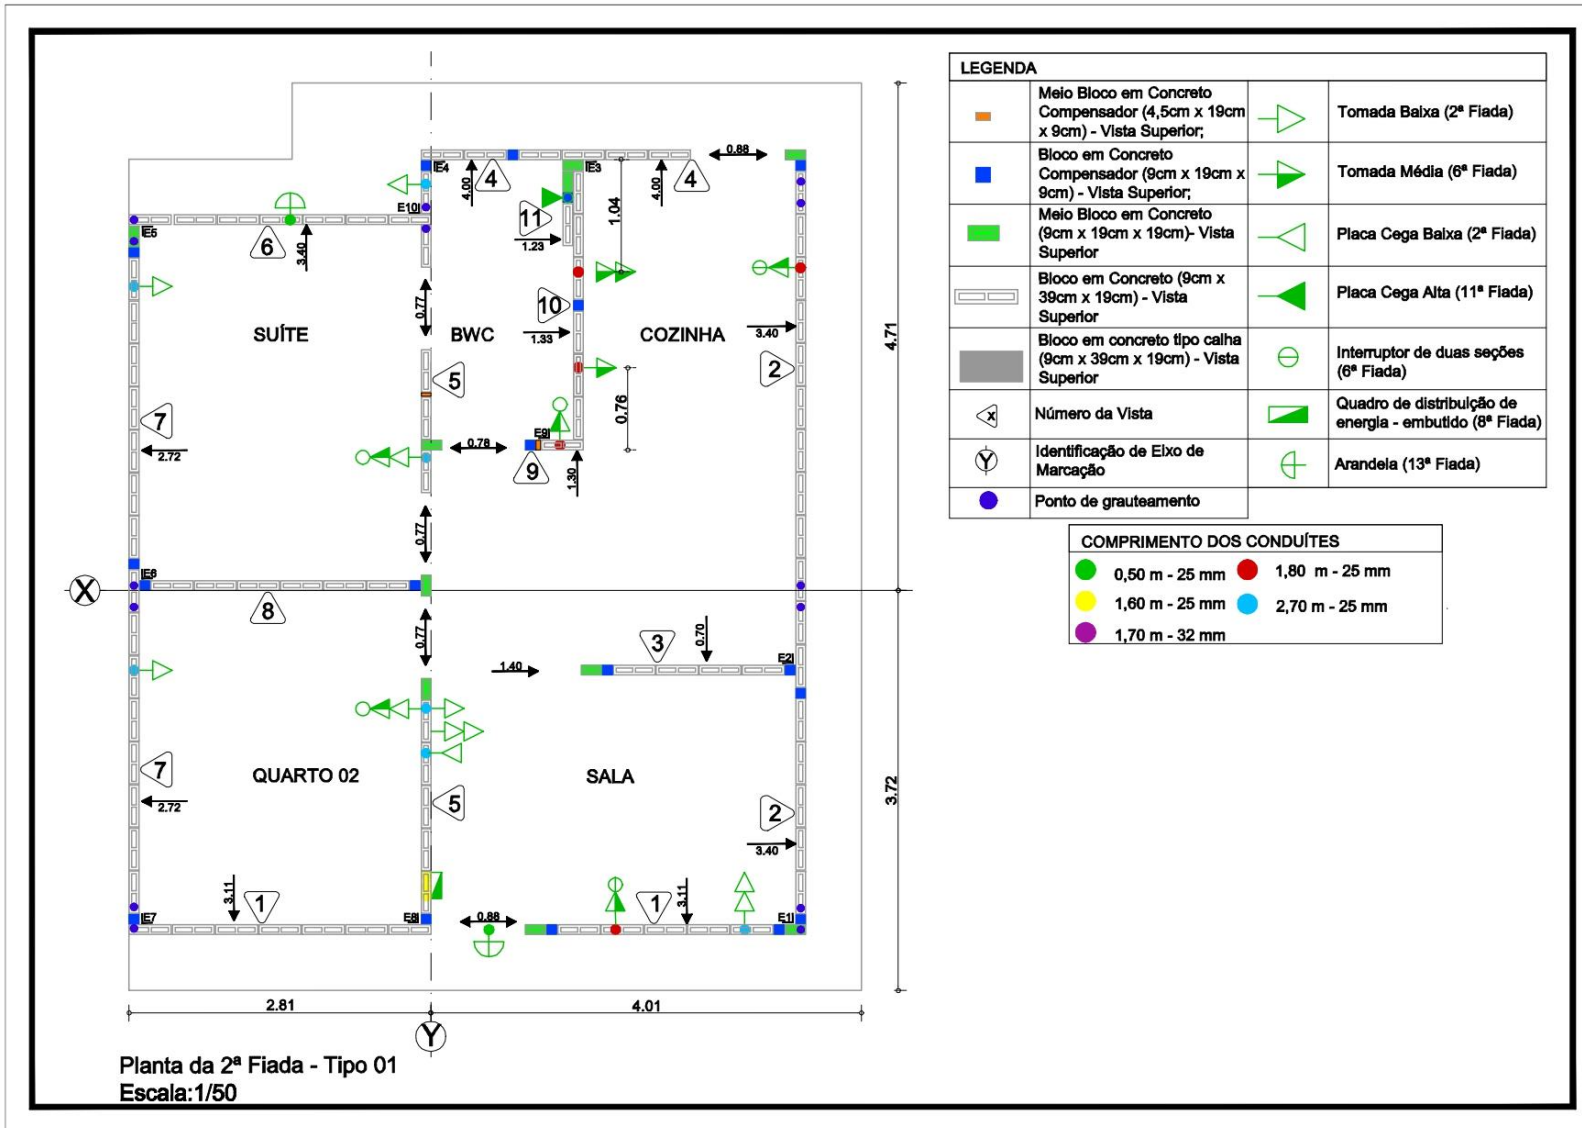 E4
E3
0.88
4
4.00
4.00
4
11
1.04
E10
E5
6
3.40
1.23
0.77
10
SUÍTE
BWC
1.33
COZINHA
3.40
4.71
2
5
7
0.76
2.72
0.78
E9
9
1.30
0.77
E6
X
8
0.77
3
0.70
1.40
E2
QUARTO 02
SALA
7
5
2
2.72
3.40
3.72
3.11
1
0.88
1
3.11
E7
E8
E1
2.81
4.01
Y
Planta da 2ª Fiada - Tipo 01
Escala:1/50
LEGENDA
Meio Bloco em Concreto
Compensador (4,5cm x 19cm
x 9cm) - Vista Superior;
Tomada Baixa (2ª Fiada)
Bloco em Concreto
Compensador (9cm x 19cm x
9cm) - Vista Superior;
Tomada Média (6ª Fiada)
Meio Bloco em Concreto
(9cm x 19cm x 19cm)- Vista
Superior
Placa Cega Baixa (2ª Fiada)
Bloco em Concreto (9cm x
39cm x 19cm) - Vista
Superior
Placa Cega Alta (11ª Fiada)
Bloco em concreto tipo calha
(9cm x 39cm x 19cm) - Vista
Superior
Interruptor de duas seções
(6ª Fiada)
x
Número da Vista
Quadro de distribuição de
energia - embutido (8ª Fiada)
Y
Identificação de Eixo de
Marcação
Arandela (13ª Fiada)
Ponto de grauteamento
COMPRIMENTO DOS CONDUÍTES
0,50 m - 25 mm
1,80 m - 25 mm
1,60 m - 25 mm
2,70 m - 25 mm
1,70 m - 32 mm